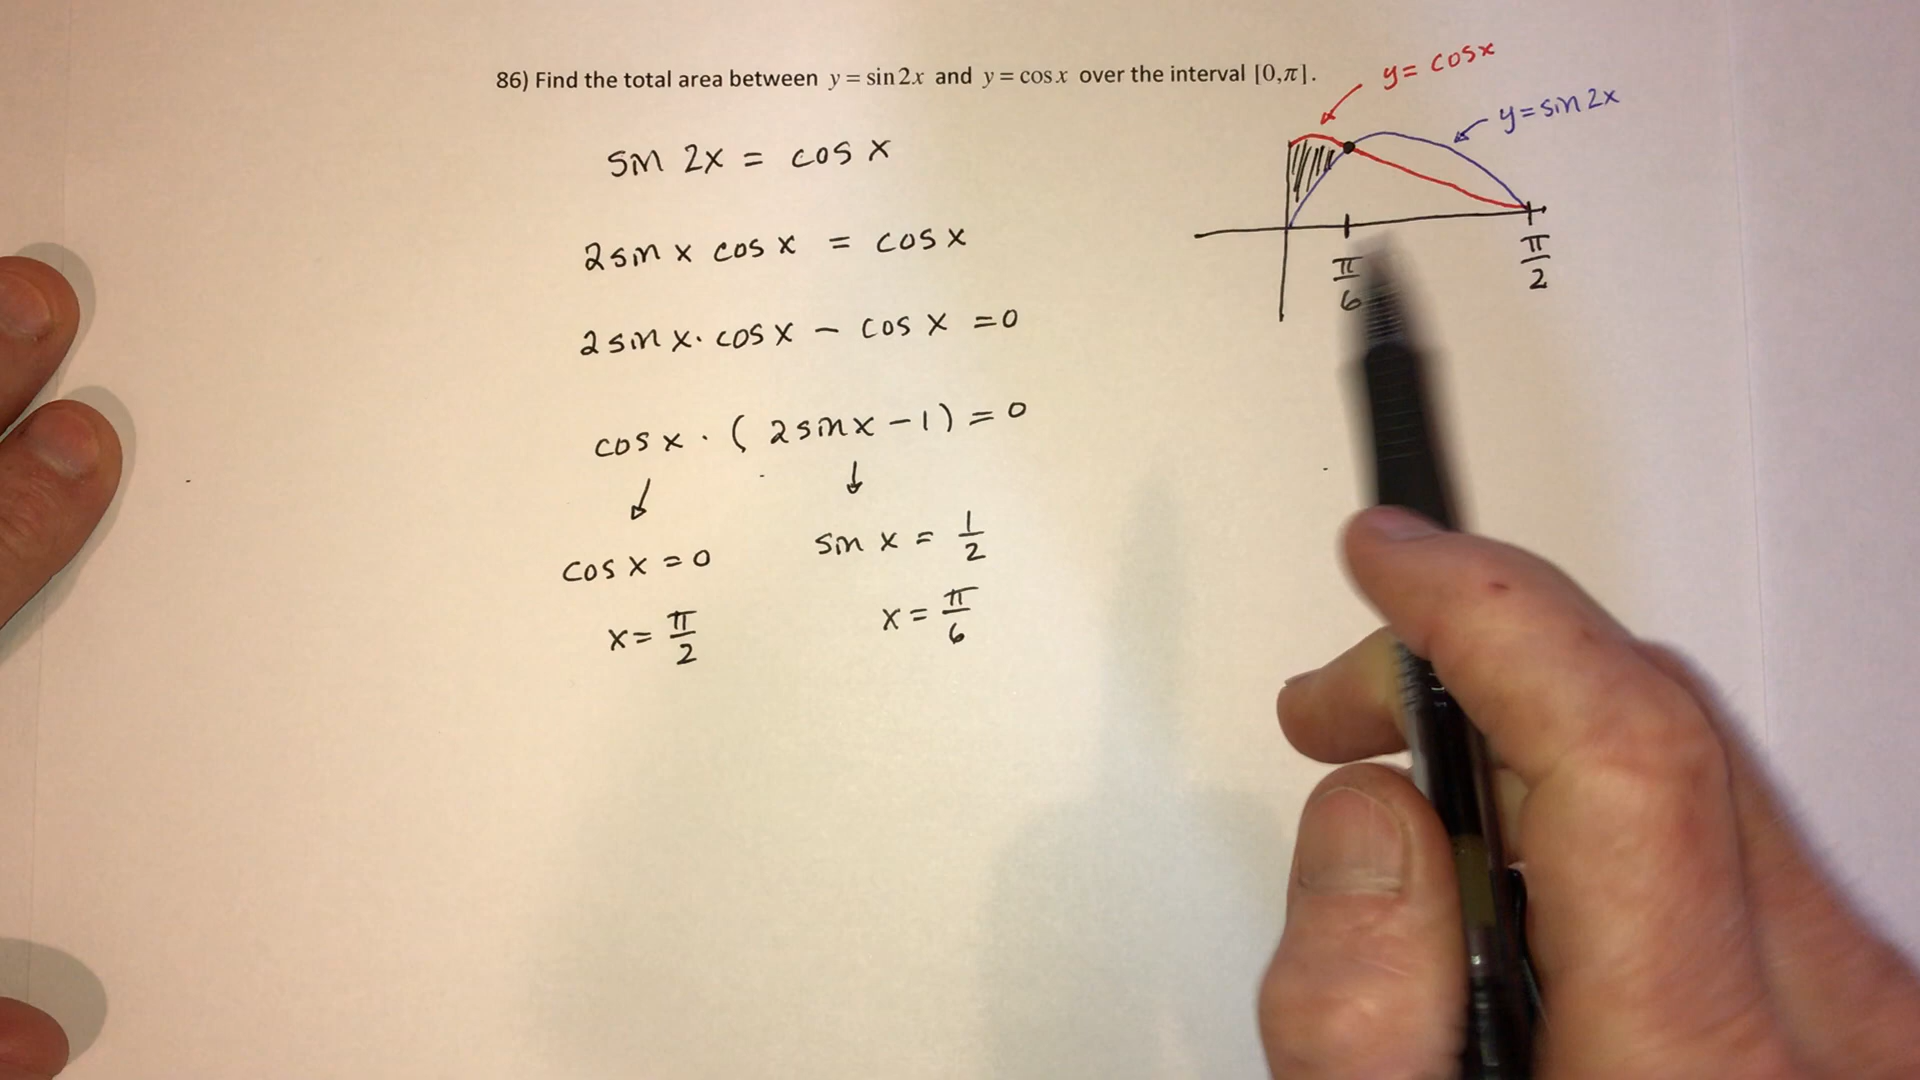 86) Find the total area between y = sin 2x and y = cos x over the interval [0,π].
sin 2x = cos x
2 sin x cos x = cos x
2 sin x · cos x − cos x = 0
cos x · ( 2 sin x − 1 ) = 0
cos x = 0
sin x = 1/2
x = π/2
x = π/6
y = cos x
y = sin 2x
π/6
π/2